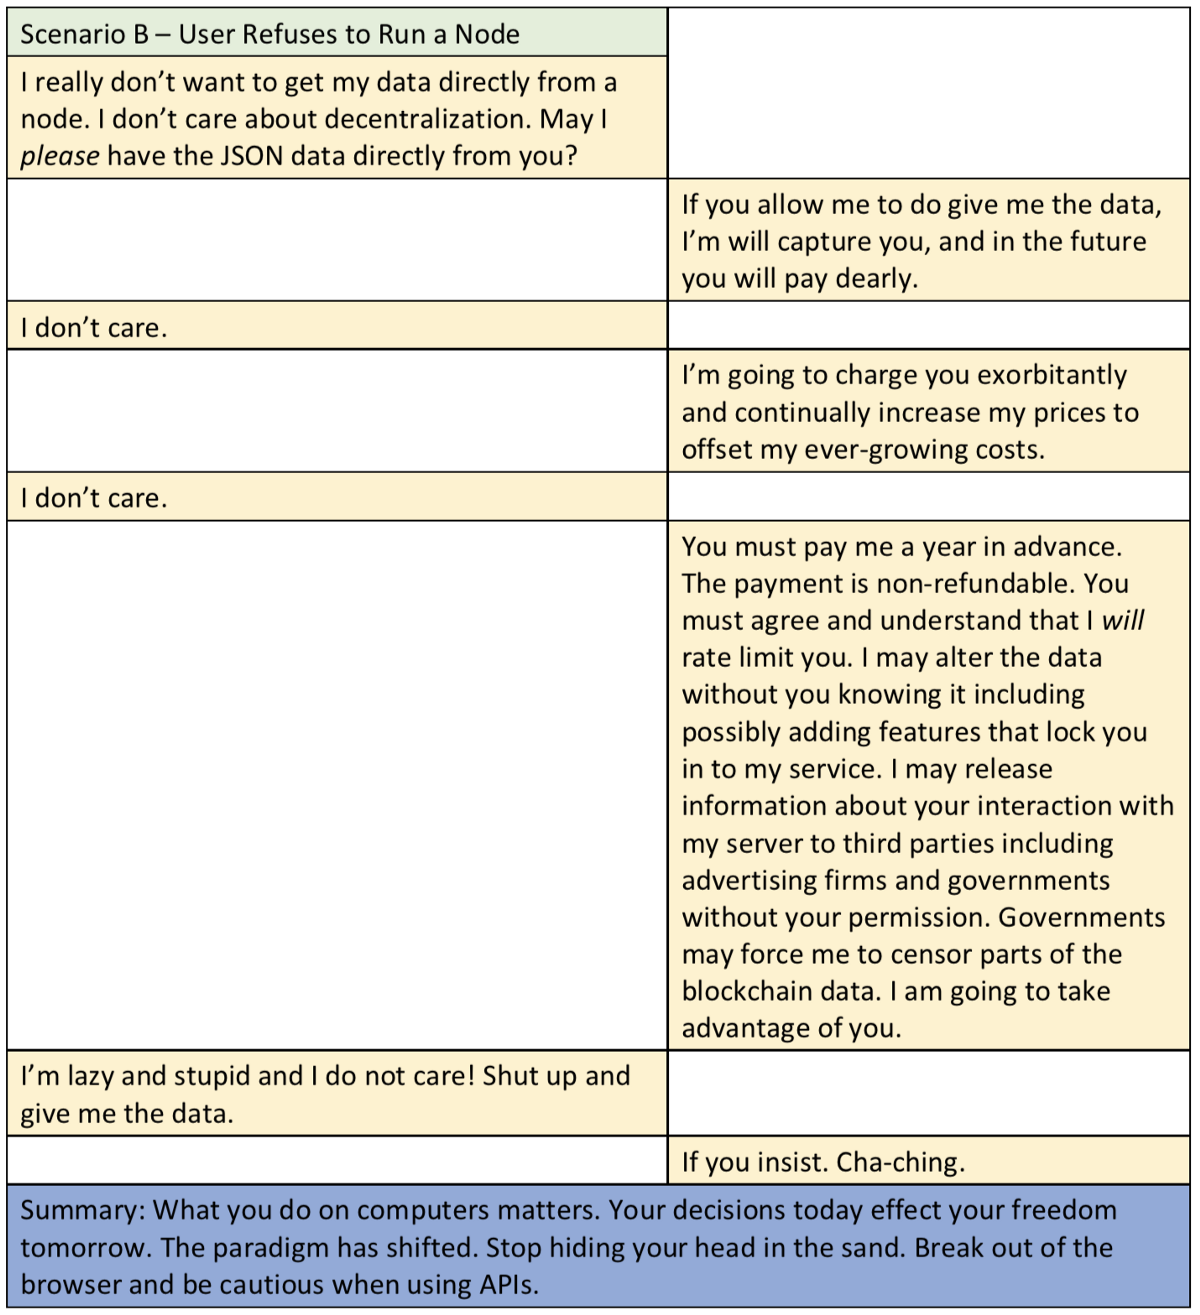 Scenario B – User Refuses to Run a Node
I really don't want to get my data directly from a
node. I don't care about decentralization. May I
please have the JSON data directly from you?
If you allow me to do give me the data,
I'm will capture you, and in the future
you will pay dearly.
I don't care.
I'm going to charge you exorbitantly
and continually increase my prices to
offset my ever-growing costs.
I don't care.
You must pay me a year in advance.
The payment is non-refundable. You
must agree and understand that I will
rate limit you. I may alter the data
without you knowing it including
possibly adding features that lock you
in to my service. I may release
information about your interaction with
my server to third parties including
advertising firms and governments
without your permission. Governments
may force me to censor parts of the
blockchain data. I am going to take
advantage of you.
I'm lazy and stupid and I do not care! Shut up and
give me the data.
If you insist. Cha-ching.
Summary: What you do on computers matters. Your decisions today effect your freedom
tomorrow. The paradigm has shifted. Stop hiding your head in the sand. Break out of the
browser and be cautious when using APIs.